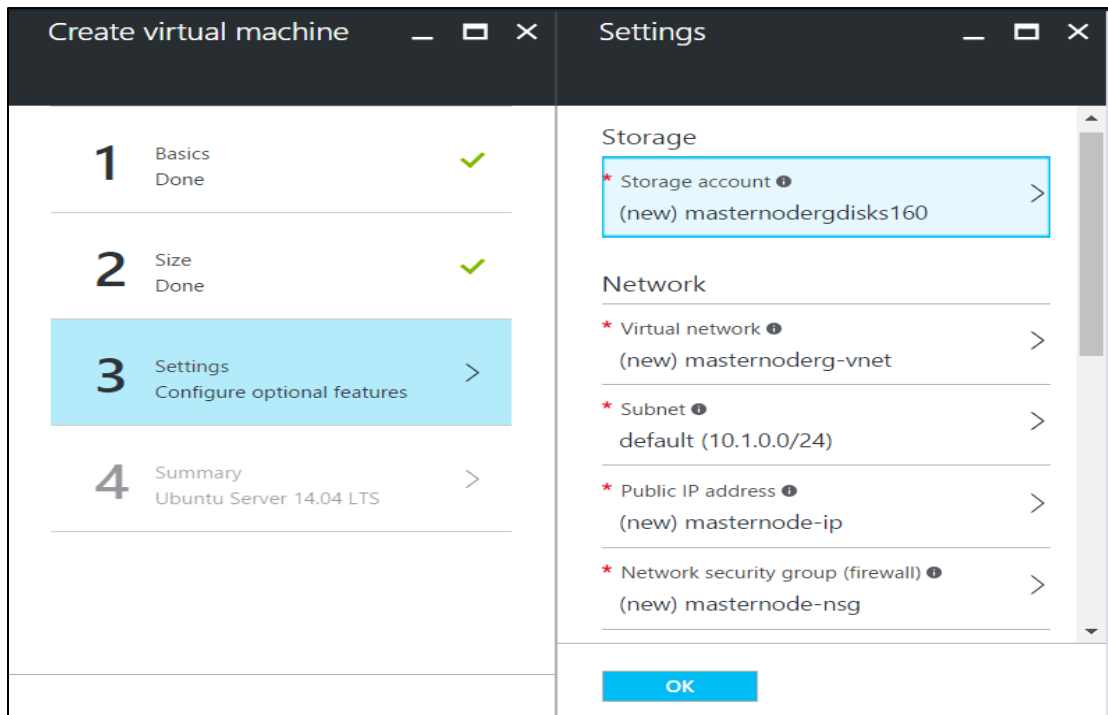 Create virtual machine
1
Basics
Done
2
Size
Done
3
Settings
Configure optional features
4
Summary
Ubuntu Server 14.04 LTS
Settings
Storage
* Storage account
(new) masternodergdisks160
Network
* Virtual network
(new) masternoderg-vnet
* Subnet
default (10.1.0.0/24)
* Public IP address
(new) masternode-ip
* Network security group (firewall)
(new) masternode-nsg
OK